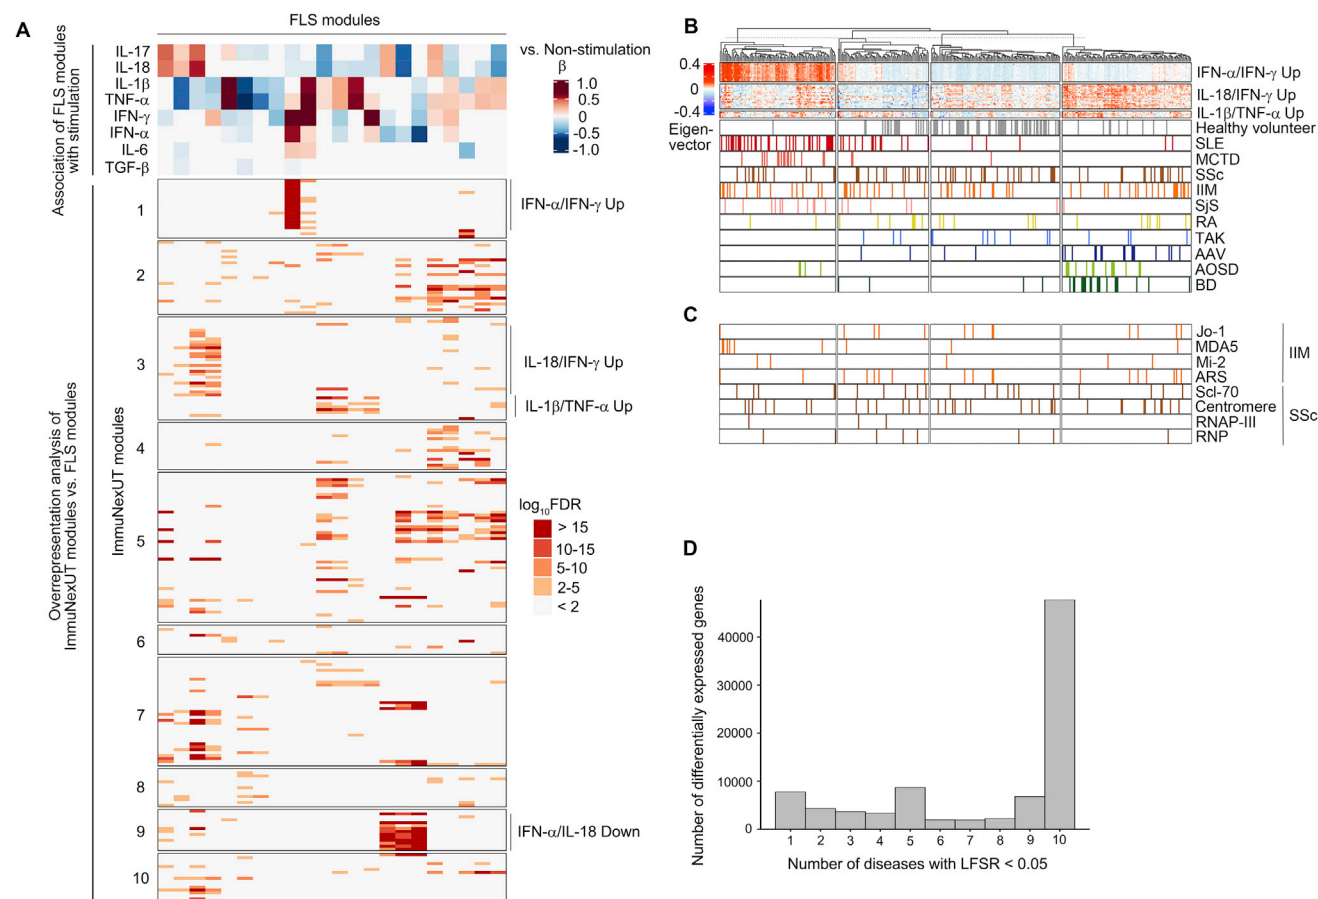 A
FLS modules
Association of FLS modules
with stimulation
IL-17
IL-18
IL-1β
TNF-α
IFN-γ
IFN-α
IL-6
TGF-β
vs. Non-stimulation
β
1.0
0.5
0
-0.5
-1.0
Overrepresentation analysis of
ImmuNexUT modules vs. FLS modules
ImmuNexUT modules
1
2
3
4
5
6
7
8
9
10
IFN-α/IFN-γ Up
IL-18/IFN-γ Up
IL-1β/TNF-α Up
IFN-α/IL-18 Down
log10FDR
> 15
10-15
5-10
2-5
< 2
B
0.4
0
-0.4
Eigen-
vector
IFN-α/IFN-γ Up
IL-18/IFN-γ Up
IL-1β/TNF-α Up
Healthy volunteer
SLE
MCTD
SSc
IIM
SjS
RA
TAK
AAV
AOSD
BD
C
Jo-1
MDA5
Mi-2
ARS
Scl-70
Centromere
RNAP-III
RNP
IIM
SSc
D
Number of differentially expressed genes
40000
30000
20000
10000
0
1 2 3 4 5 6 7 8 9 10
Number of diseases with LFSR < 0.05